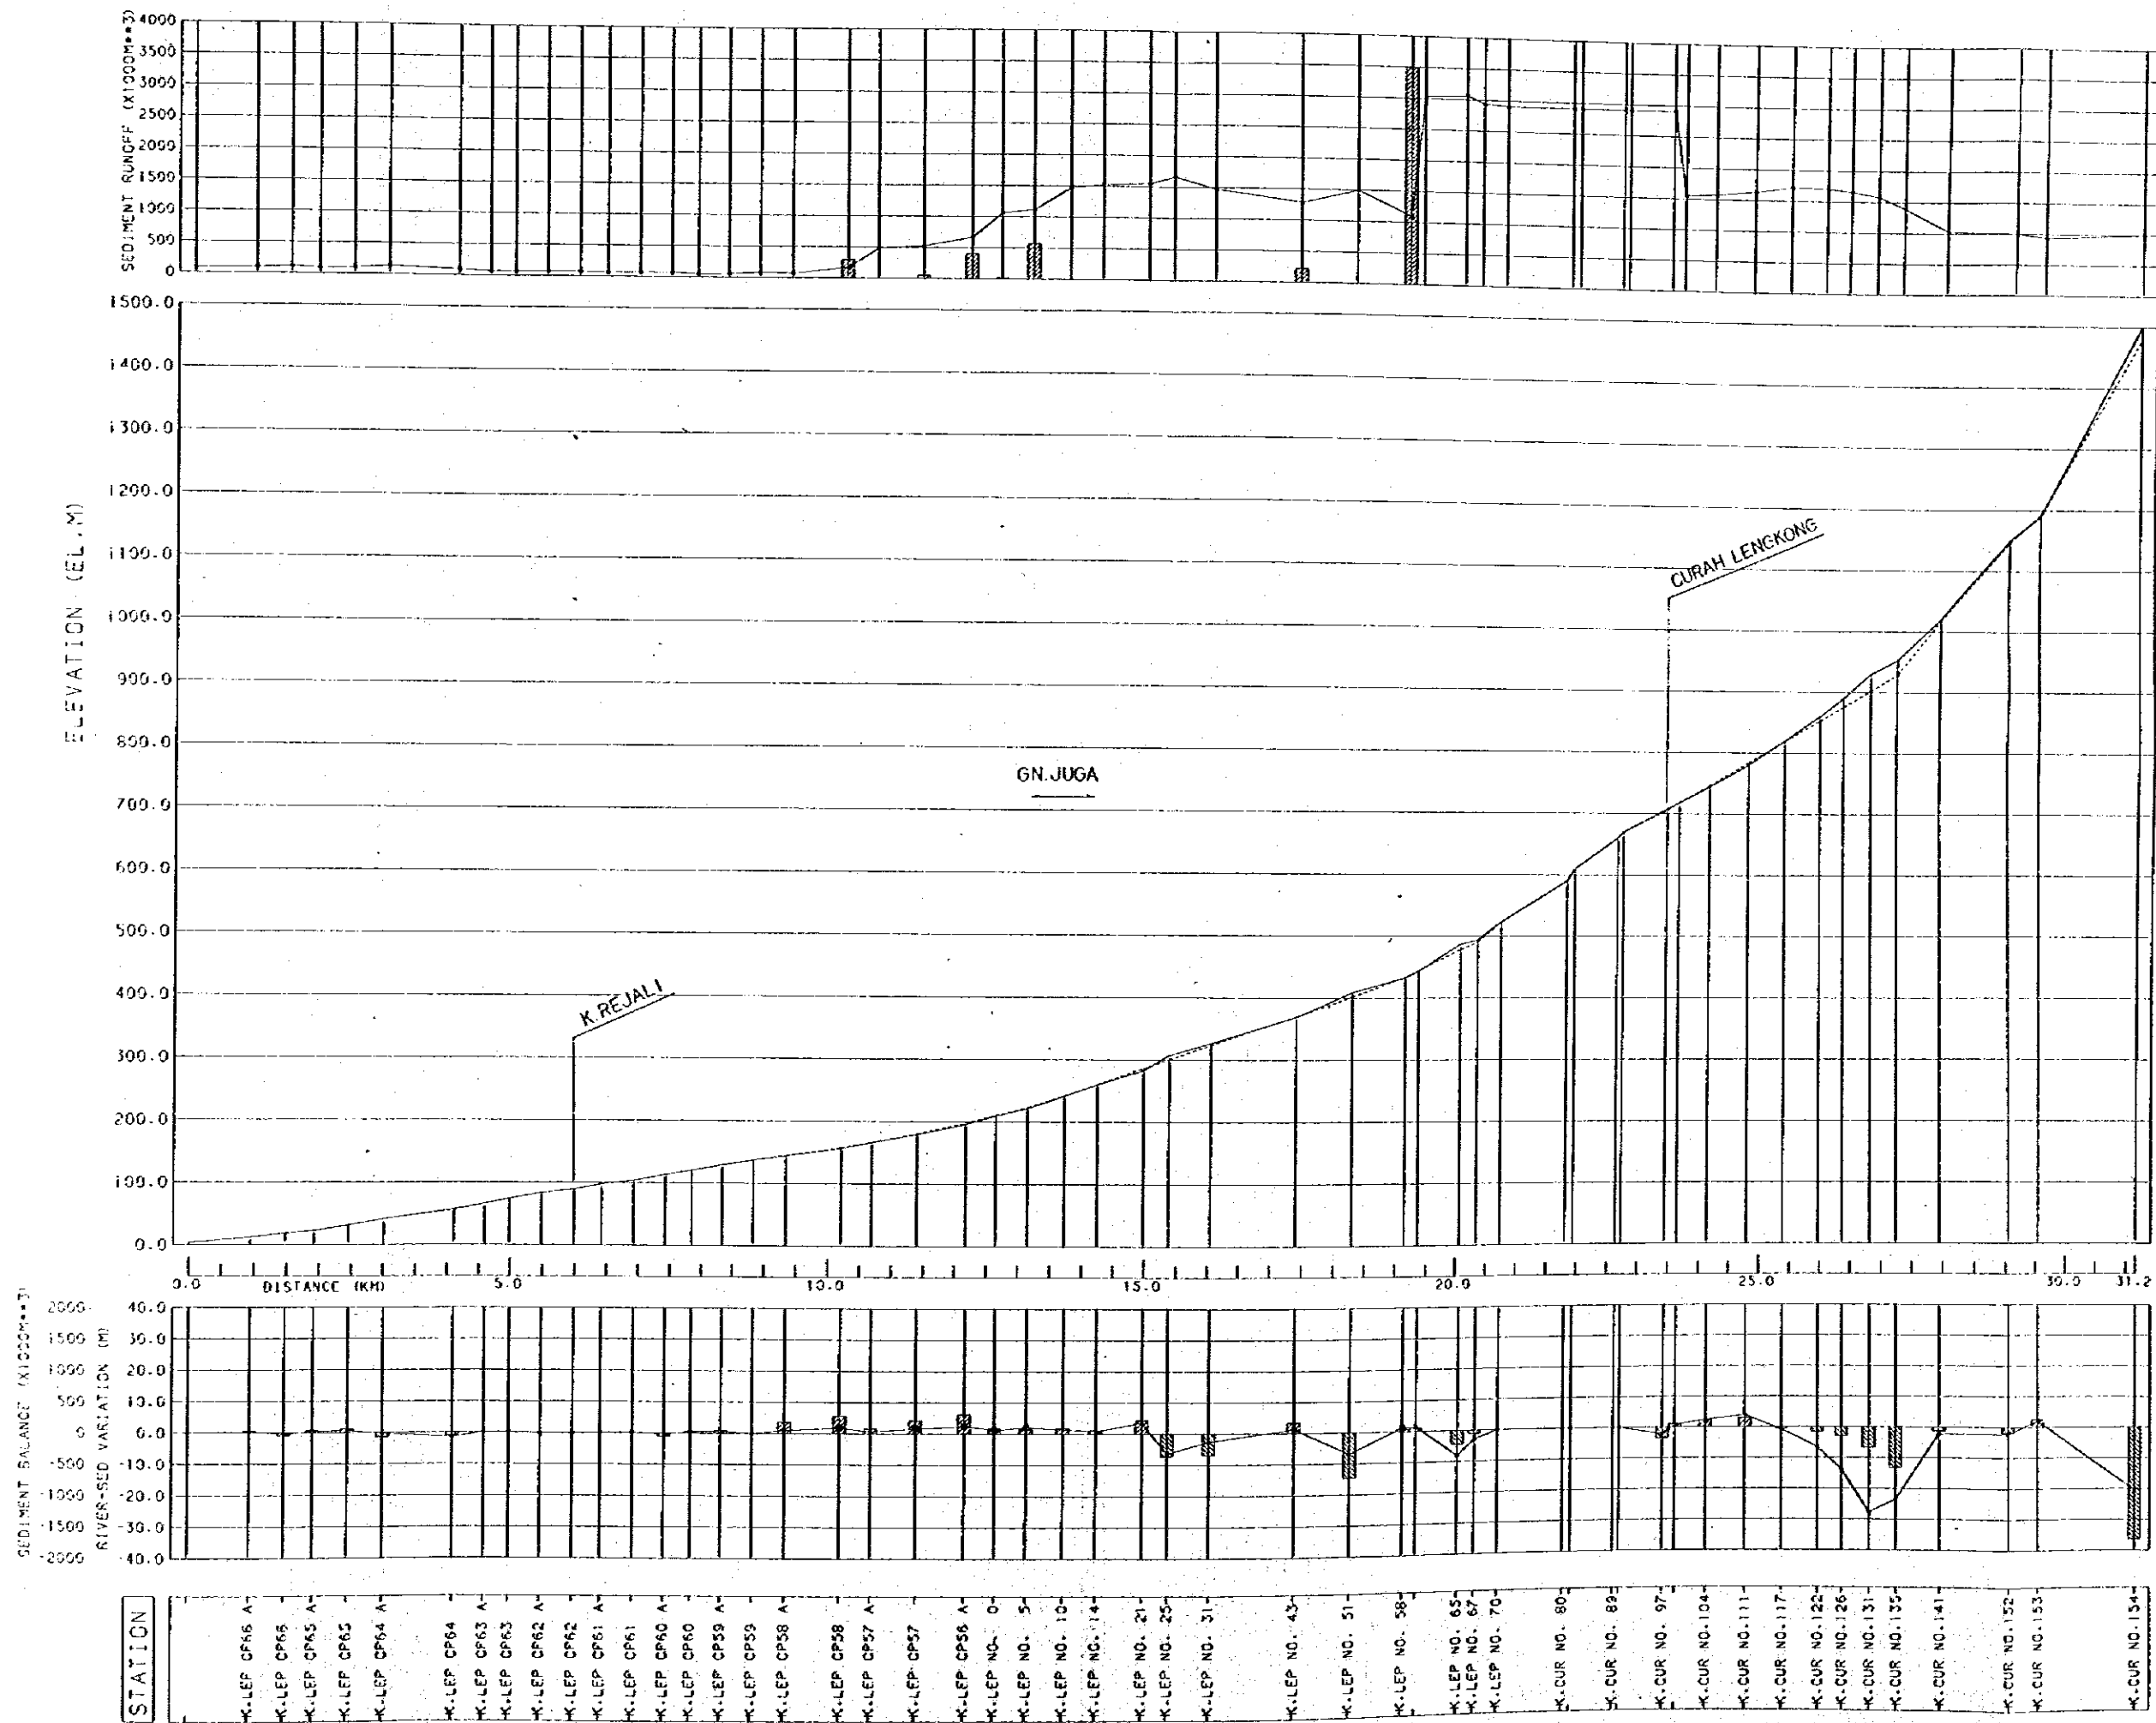 SEDIMENT RUNOFF (X1000M**3)
4000
3500
3000
2500
2000
1500
1000
500
0
ELEVATION (EL.M)
1500.0
1400.0
1300.0
1200.0
1100.0
1000.0
900.0
800.0
700.0
600.0
500.0
400.0
300.0
200.0
100.0
0.0
CURAH LENGKONG
GN.JUGA
K.REJALI
0.0
DISTANCE (KM)
5.0
10.0
15.0
20.0
25.0
30.0
31.2
SEDIMENT BALANCE (X1000M**3)
2000
1500
1000
500
0
-500
-1000
-1500
-2000
RIVER-BED VARIATION (M)
40.0
30.0
20.0
10.0
0.0
-10.0
-20.0
-30.0
-40.0
STATION
K.LEP CP66 A
K.LEP CP66
K.LEP CP65 A
K.LEP CP65
K.LEP CP64 A
K.LEP CP64
K.LEP CP63 A
K.LEP CP63
K.LEP CP62 A
K.LEP CP62
K.LEP CP61 A
K.LEP CP61
K.LEP CP60 A
K.LEP CP60
K.LEP CP59 A
K.LEP CP59
K.LEP CP58 A
K.LEP CP58
K.LEP CP57 A
K.LEP CP57
K.LEP CP56 A
K.LEP NO. 0
K.LEP NO. 5
K.LEP NO. 10
K.LEP NO. 14
K.LEP NO. 21
K.LEP NO. 25
K.LEP NO. 31
K.LEP NO. 43
K.LEP NO. 51
K.LEP NO. 58
K.LEP NO. 65
K.LEP NO. 67
K.LEP NO. 70
K.CUR NO. 80
K.CUR NO. 89
K.CUR NO. 97
K.CUR NO.104
K.CUR NO.111
K.CUR NO.117
K.CUR NO.122
K.CUR NO.126
K.CUR NO.131
K.CUR NO.135
K.CUR NO.141
K.CUR NO.152
K.CUR NO.153
K.CUR NO.154